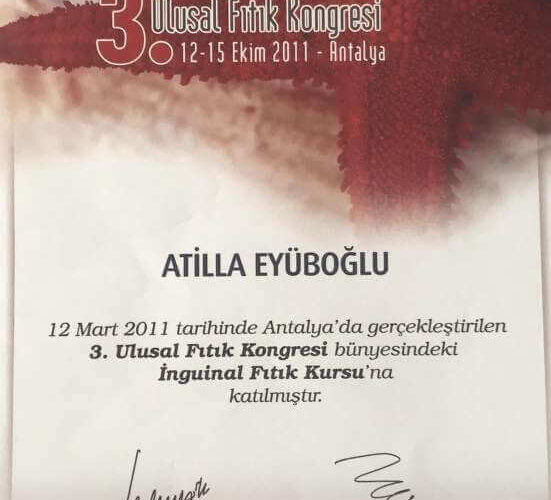 3. Ulusal Fıtık Kongresi
12-15 Ekim 2011 - Antalya
ATİLLA EYÜBOĞLU
12 Mart 2011 tarihinde Antalya'da gerçekleştirilen
3. Ulusal Fıtık Kongresi bünyesindeki
İnguinal Fıtık Kursu'na
katılmıştır.